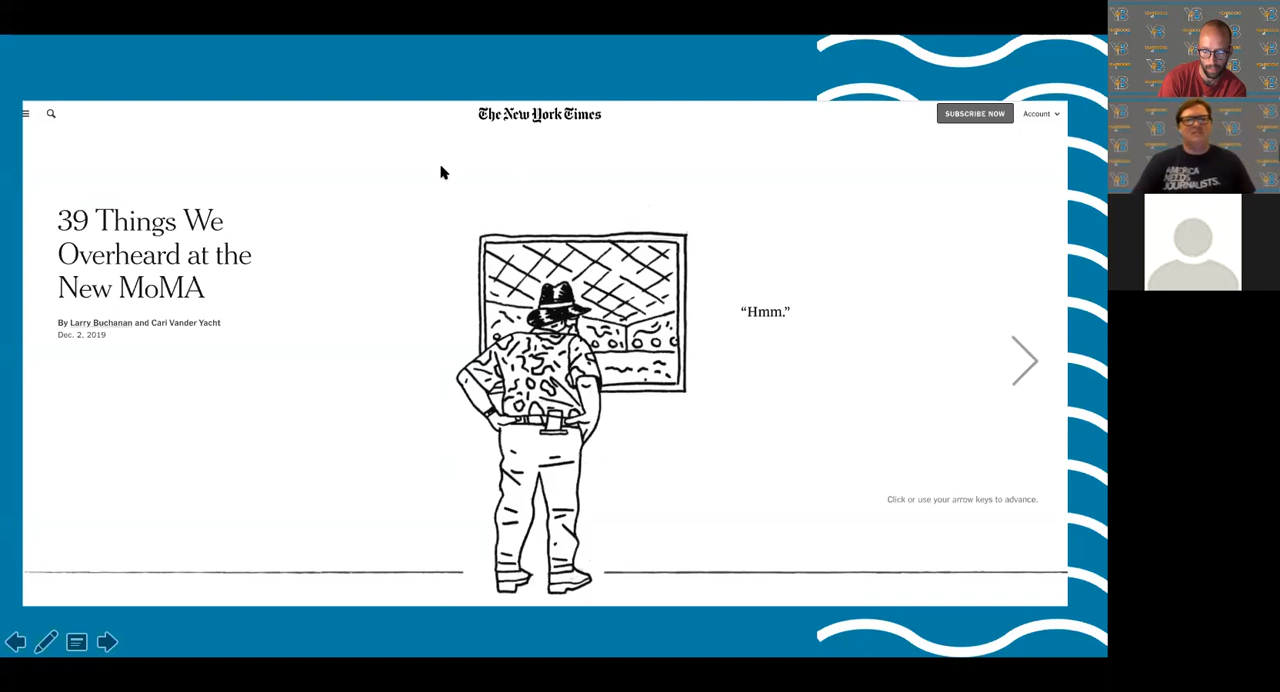 The New York Times
SUBSCRIBE NOW
Account
39 Things We
Overheard at the
New MoMA
By Larry Buchanan and Cari Vander Yacht
Dec. 2, 2019
“Hmm.”
Click or use your arrow keys to advance.
YB
AMERICA
NEEDS
JOURNALISTS.